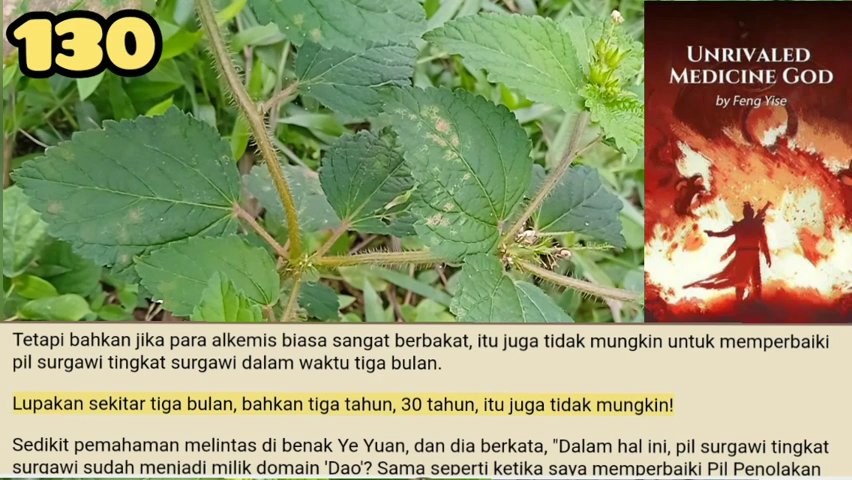 130
UNRIVALED
MEDICINE GOD
by Feng Yise
Tetapi bahkan jika para alkemis biasa sangat berbakat, itu juga tidak mungkin untuk memperbaiki
pil surgawi tingkat surgawi dalam waktu tiga bulan.
Lupakan sekitar tiga bulan, bahkan tiga tahun, 30 tahun, itu juga tidak mungkin!
Sedikit pemahaman melintas di benak Ye Yuan, dan dia berkata, "Dalam hal ini, pil surgawi tingkat
surgawi sudah menjadi milik domain 'Dao'? Sama seperti ketika saya memperbaiki Pil Penolakan